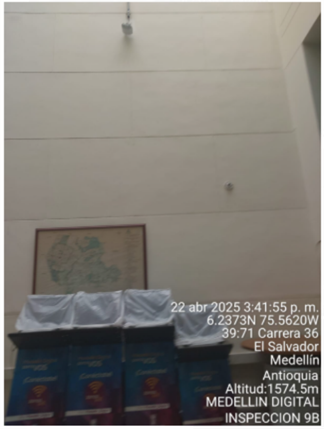 22 abr 2025 3:41:55 p. m.
6.2373N 75.5620W
39:71 Carrera 36
El Salvador
Medellín
Antioquia
Altitud:1574.5m
MEDELLIN DIGITAL
INSPECCION 9B